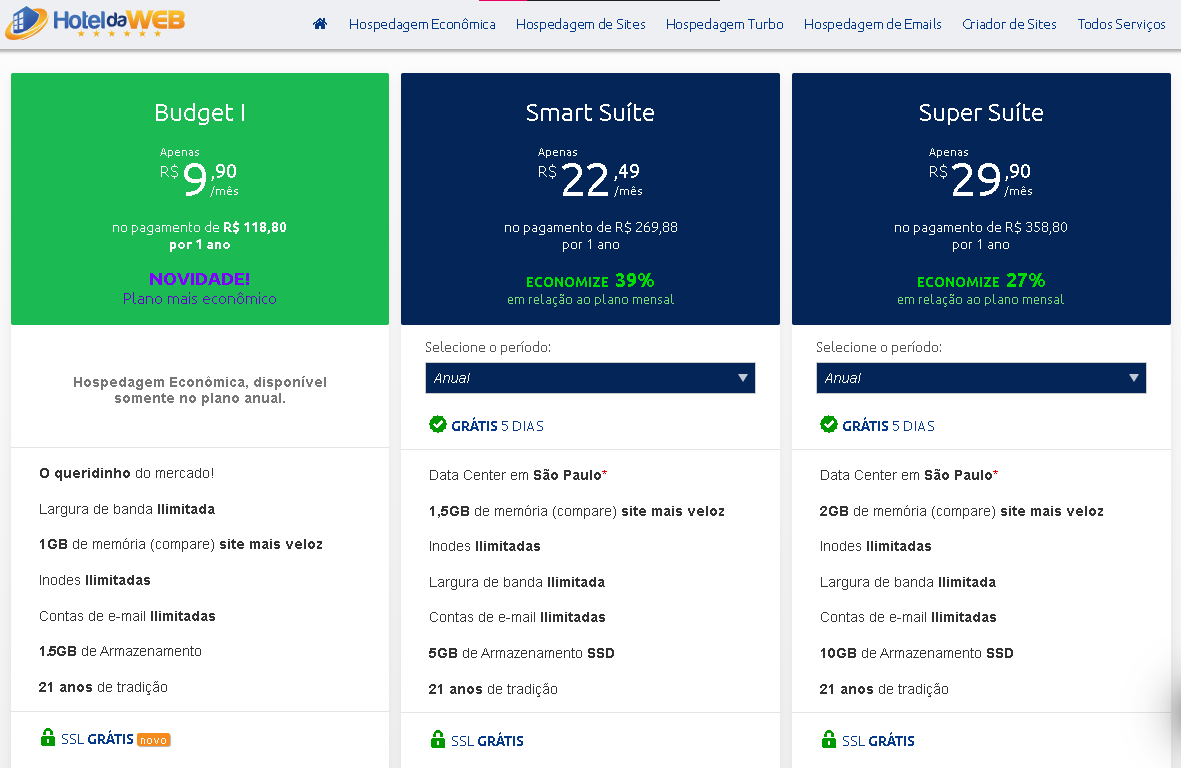 HoteldaWEB
Hospedagem Econômica
Hospedagem de Sites
Hospedagem Turbo
Hospedagem de Emails
Criador de Sites
Todos Serviços
Budget I
Apenas
R$ 9,90
/mês
no pagamento de R$ 118,80
por 1 ano
NOVIDADE!
Plano mais econômico
Hospedagem Econômica, disponível
somente no plano anual.
O queridinho do mercado!
Largura de banda Ilimitada
1GB de memória (compare) site mais veloz
Inodes Ilimitadas
Contas de e-mail Ilimitadas
1.5GB de Armazenamento
21 anos de tradição
SSL GRÁTIS novo
Smart Suíte
Apenas
R$ 22,49
/mês
no pagamento de R$ 269,88
por 1 ano
ECONOMIZE 39%
em relação ao plano mensal
Selecione o período:
Anual
GRÁTIS 5 DIAS
Data Center em São Paulo*
1,5GB de memória (compare) site mais veloz
Inodes Ilimitadas
Largura de banda Ilimitada
Contas de e-mail Ilimitadas
5GB de Armazenamento SSD
21 anos de tradição
SSL GRÁTIS
Super Suíte
Apenas
R$ 29,90
/mês
no pagamento de R$ 358,80
por 1 ano
ECONOMIZE 27%
em relação ao plano mensal
Selecione o período:
Anual
GRÁTIS 5 DIAS
Data Center em São Paulo*
2GB de memória (compare) site mais veloz
Inodes Ilimitadas
Largura de banda Ilimitada
Contas de e-mail Ilimitadas
10GB de Armazenamento SSD
21 anos de tradição
SSL GRÁTIS